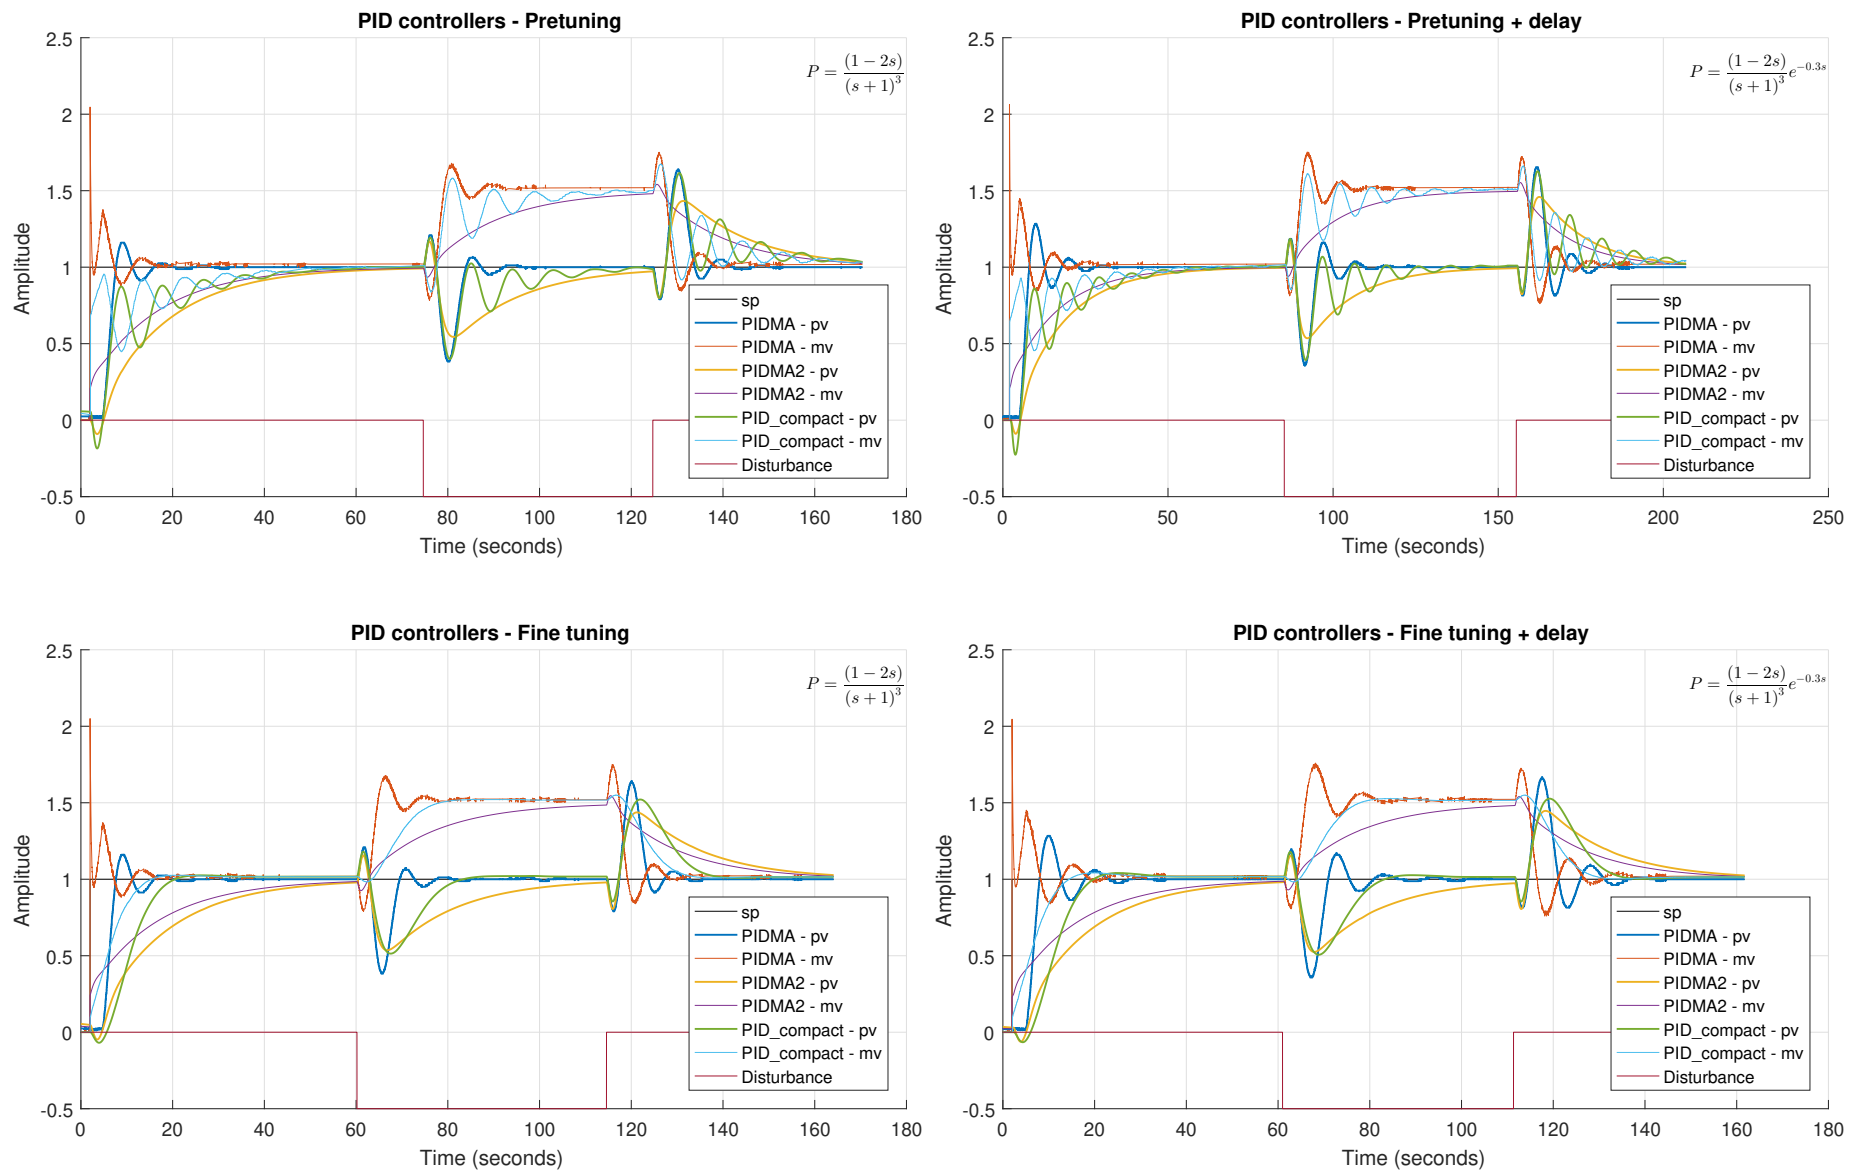 PID controllers - Pretuning
P = (1 − 2s) / (s + 1)^3
2.5
2
1.5
1
0.5
0
-0.5
Amplitude
sp
PIDMA - pv
PIDMA - mv
PIDMA2 - pv
PIDMA2 - mv
PID_compact - pv
PID_compact - mv
Disturbance
0 20 40 60 80 100 120 140 160 180
Time (seconds)
PID controllers - Pretuning + delay
P = (1 − 2s) / (s + 1)^3 e^−0.3s
2.5
2
1.5
1
0.5
0
-0.5
Amplitude
sp
PIDMA - pv
PIDMA - mv
PIDMA2 - pv
PIDMA2 - mv
PID_compact - pv
PID_compact - mv
Disturbance
0 50 100 150 200 250
Time (seconds)
PID controllers - Fine tuning
P = (1 − 2s) / (s + 1)^3
2.5
2
1.5
1
0.5
0
-0.5
Amplitude
sp
PIDMA - pv
PIDMA - mv
PIDMA2 - pv
PIDMA2 - mv
PID_compact - pv
PID_compact - mv
Disturbance
0 20 40 60 80 100 120 140 160 180
Time (seconds)
PID controllers - Fine tuning + delay
P = (1 − 2s) / (s + 1)^3 e^−0.3s
2.5
2
1.5
1
0.5
0
-0.5
Amplitude
sp
PIDMA - pv
PIDMA - mv
PIDMA2 - pv
PIDMA2 - mv
PID_compact - pv
PID_compact - mv
Disturbance
0 20 40 60 80 100 120 140 160 180
Time (seconds)